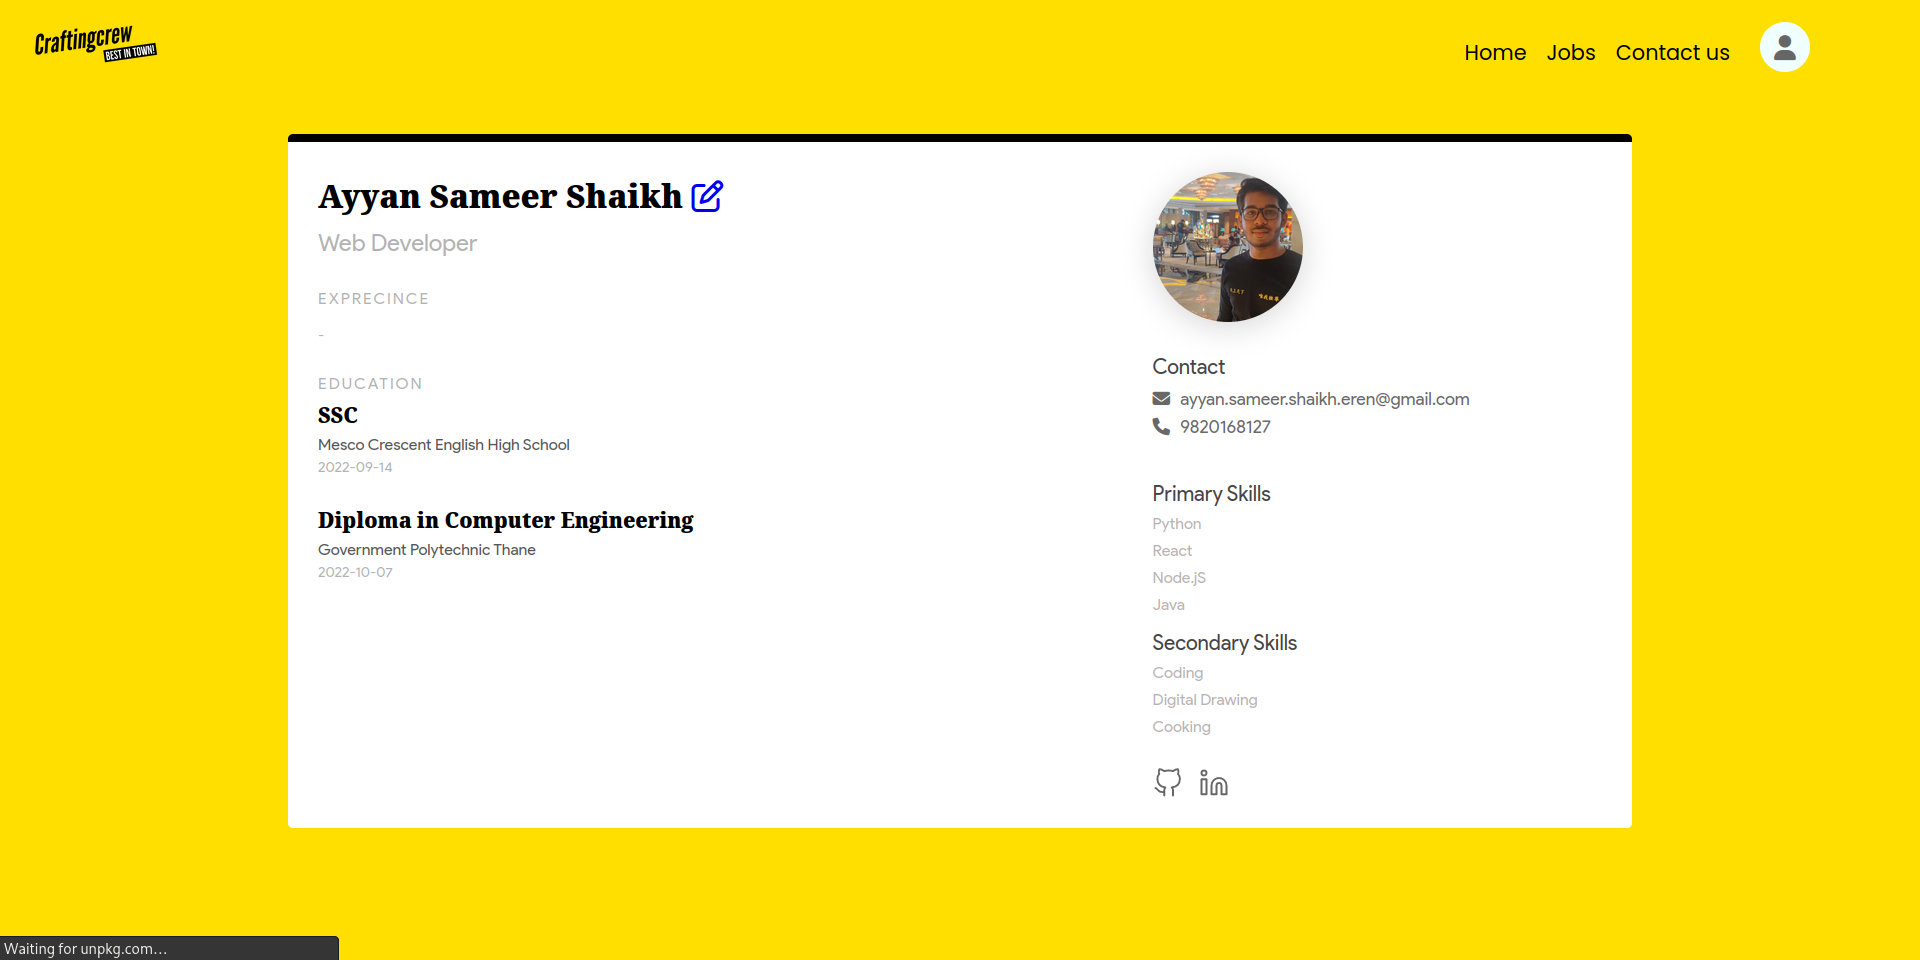 Craftingcrew
BEST IN TOWN!
Home Jobs Contact us
Ayyan Sameer Shaikh
Web Developer
EXPRECINCE
-
EDUCATION
SSC
Mesco Crescent English High School
2022-09-14
Diploma in Computer Engineering
Government Polytechnic Thane
2022-10-07
Contact
ayyan.sameer.shaikh.eren@gmail.com
9820168127
Primary Skills
Python
React
Node.jS
Java
Secondary Skills
Coding
Digital Drawing
Cooking
in
Waiting for unpkg.com...